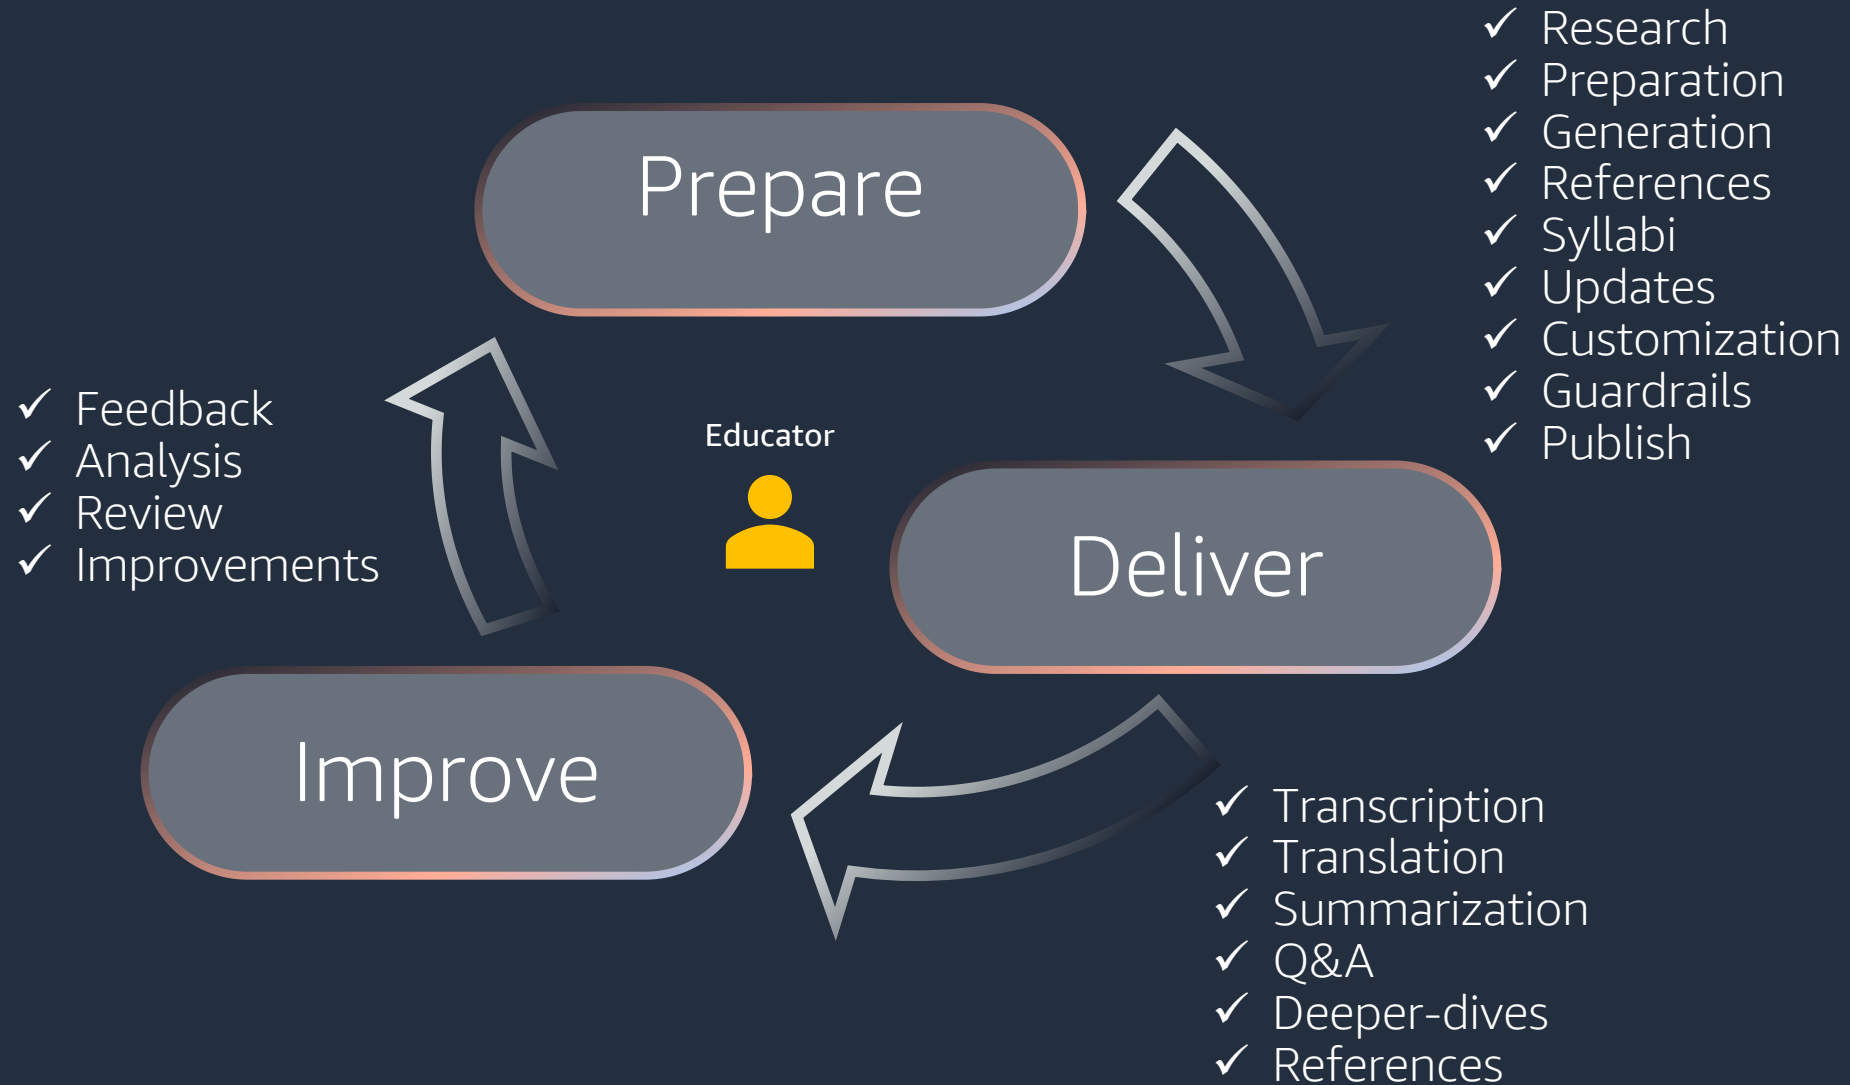 Prepare
✓ Research
✓ Preparation
✓ Generation
✓ References
✓ Syllabi
✓ Updates
✓ Customization
✓ Guardrails
✓ Publish
Educator
Deliver
✓ Transcription
✓ Translation
✓ Summarization
✓ Q&A
✓ Deeper-dives
✓ References
Improve
✓ Feedback
✓ Analysis
✓ Review
✓ Improvements